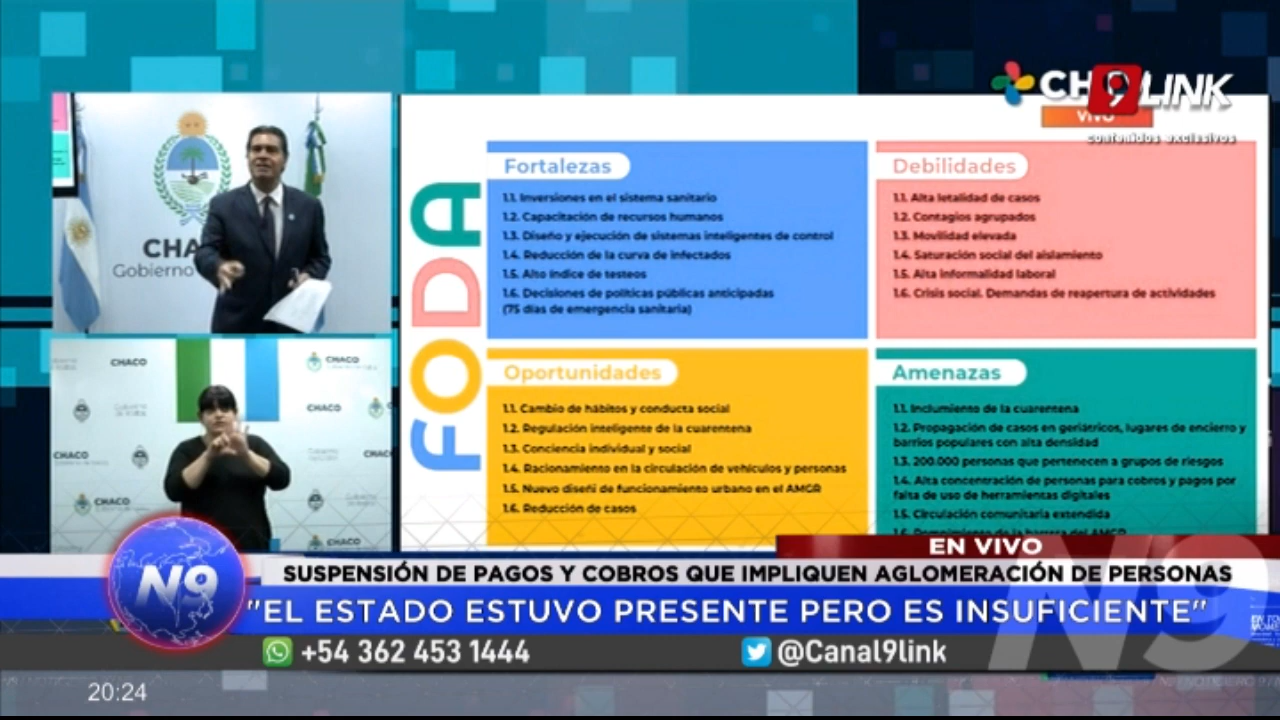 CH 9 LINK
VIVO
contenidos exclusivos
CHA
Gobierno
FODA
Fortalezas
1.1. Inversiones en el sistema sanitario
1.2. Capacitación de recursos humanos
1.3. Diseño y ejecución de sistemas inteligentes de control
1.4. Reducción de la curva de infectados
1.5. Alto índice de testeos
1.6. Decisiones de políticas públicas anticipadas
(75 días de emergencia sanitaria)
Debilidades
1.1. Alta letalidad de casos
1.2. Contagios agrupados
1.3. Movilidad elevada
1.4. Saturación social del aislamiento
1.5. Alta informalidad laboral
1.6. Crisis social. Demandas de reapertura de actividades
Oportunidades
1.1. Cambio de hábitos y conducta social
1.2. Regulación inteligente de la cuarentena
1.3. Conciencia individual y social
1.4. Racionamiento en la circulación de vehículos y personas
1.5. Nuevo diseñi de funcionamiento urbano en el AMGR
1.6. Reducción de casos
Amenazas
1.1. Inclumiento de la cuarentena
1.2. Propagación de casos en geriátricos, lugares de encierro y
barrios populares con alta densidad
1.3. 200.000 personas que pertenecen a grupos de riesgos
1.4. Alta concentración de personas para cobros y pagos por
falta de uso de herramientas digitales
1.5. Circulación comunitaria extendida
CHACO
CHACO
CHACO
CHACO
CHACO
CHAC
CHACO
EN VIVO
SUSPENSIÓN DE PAGOS Y COBROS QUE IMPLIQUEN AGLOMERACIÓN DE PERSONAS
N9
"EL ESTADO ESTUVO PRESENTE PERO ES INSUFICIENTE"
+54 362 453 1444
@Canal9link
N9
20:24